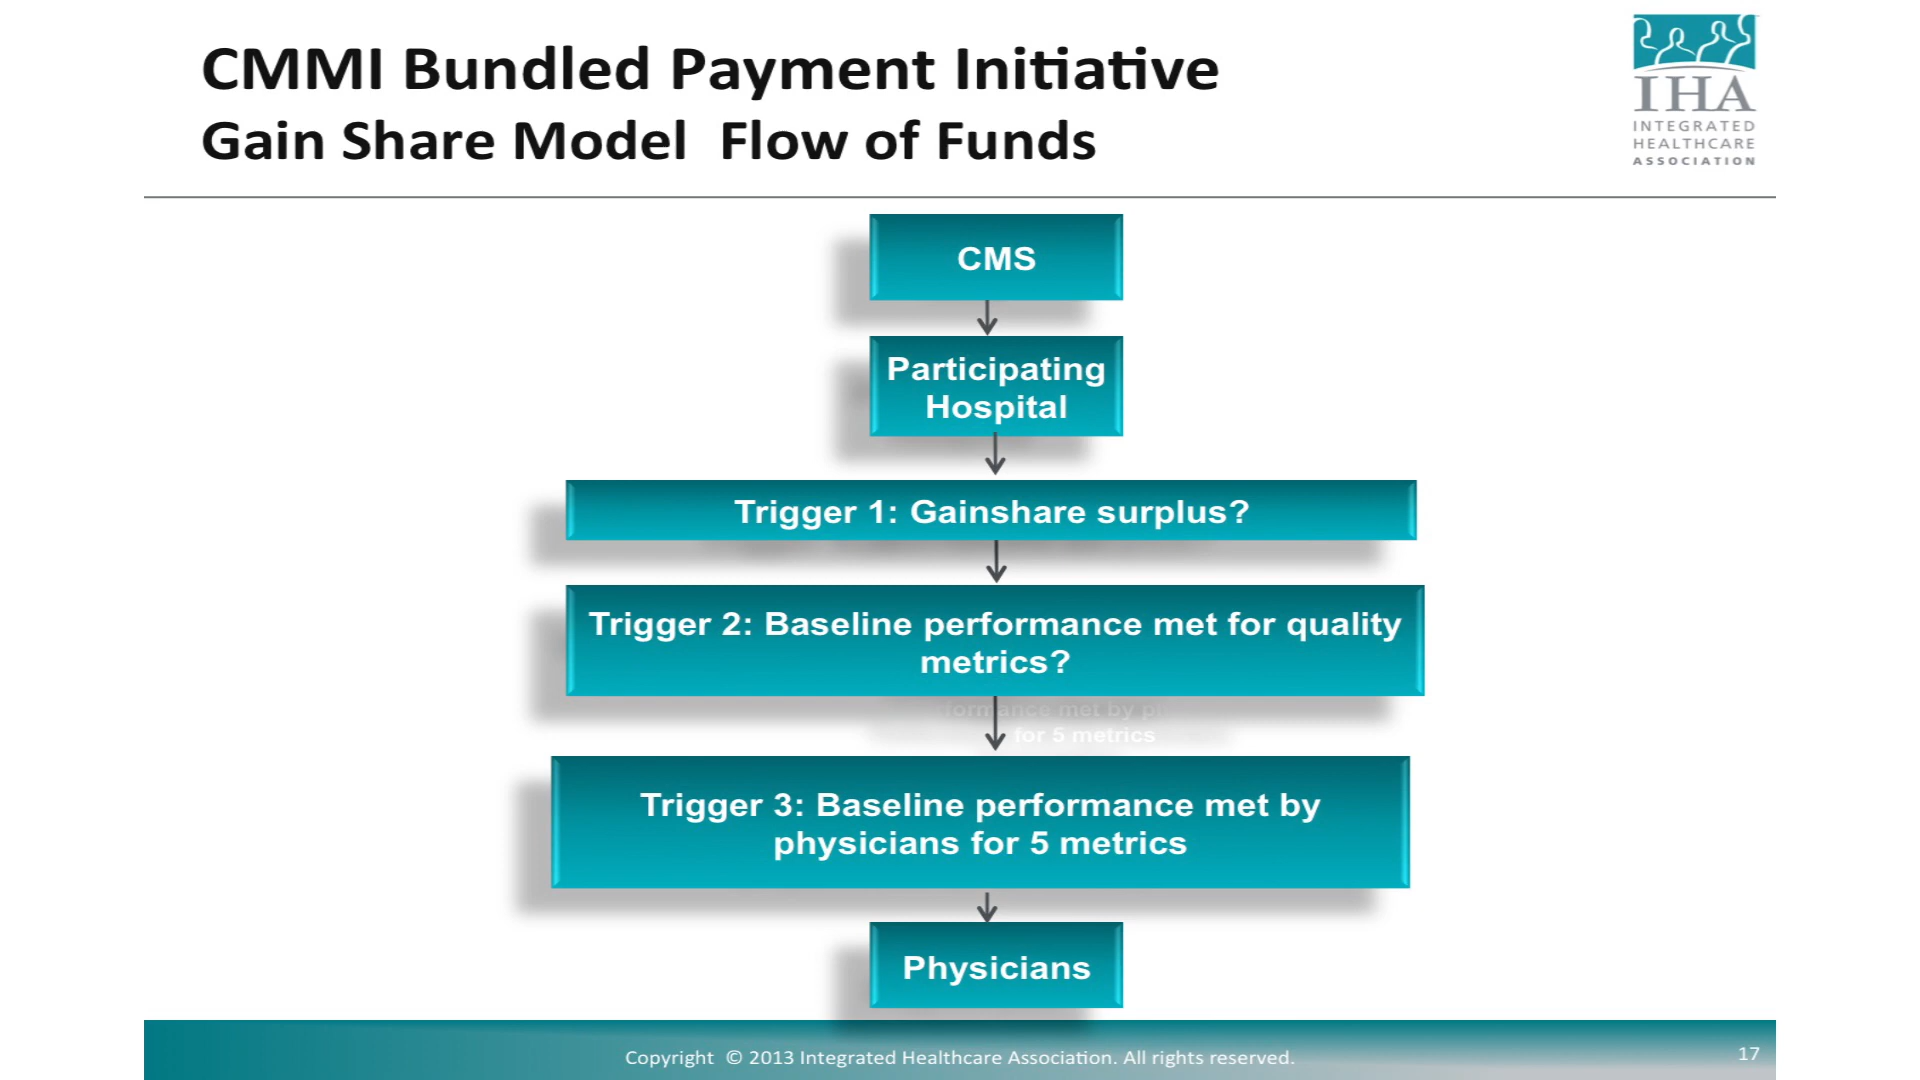 CMMI Bundled Payment Initiative
Gain Share Model Flow of Funds
IHA
INTEGRATED
HEALTHCARE
ASSOCIATION
CMS
Participating
Hospital
Trigger 1: Gainshare surplus?
Trigger 2: Baseline performance met for quality
metrics?
for 5 metrics
Trigger 3: Baseline performance met by
physicians for 5 metrics
Physicians
Copyright © 2013 Integrated Healthcare Association. All rights reserved.
17